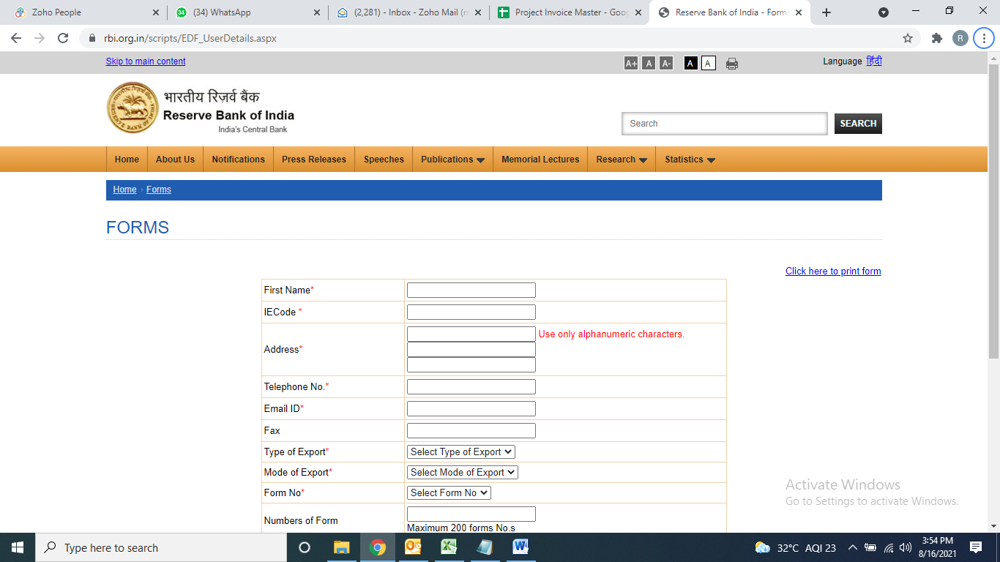 Zoho People
34 (34) WhatsApp
(2,281) - Inbox - Zoho Mail (r
Project Invoice Master - Goo
Reserve Bank of India - Form
rbi.org.in/scripts/EDF_UserDetails.aspx
R
Skip to main content
A+ A A- A A
Language हिंदी
भारतीय रिज़र्व बैंक
Reserve Bank of India
India's Central Bank
Search SEARCH
Home About Us Notifications Press Releases Speeches Publications Memorial Lectures Research Statistics
Home › Forms
FORMS
Click here to print form
First Name*
IECode *
Address* Use only alphanumeric characters.
Telephone No.*
Email ID*
Fax
Type of Export* Select Type of Export
Mode of Export* Select Mode of Export
Form No* Select Form No
Numbers of Form
Maximum 200 forms No.s
Activate Windows
Go to Settings to activate Windows.
Type here to search
32°C AQI 23
3:54 PM
8/16/2021